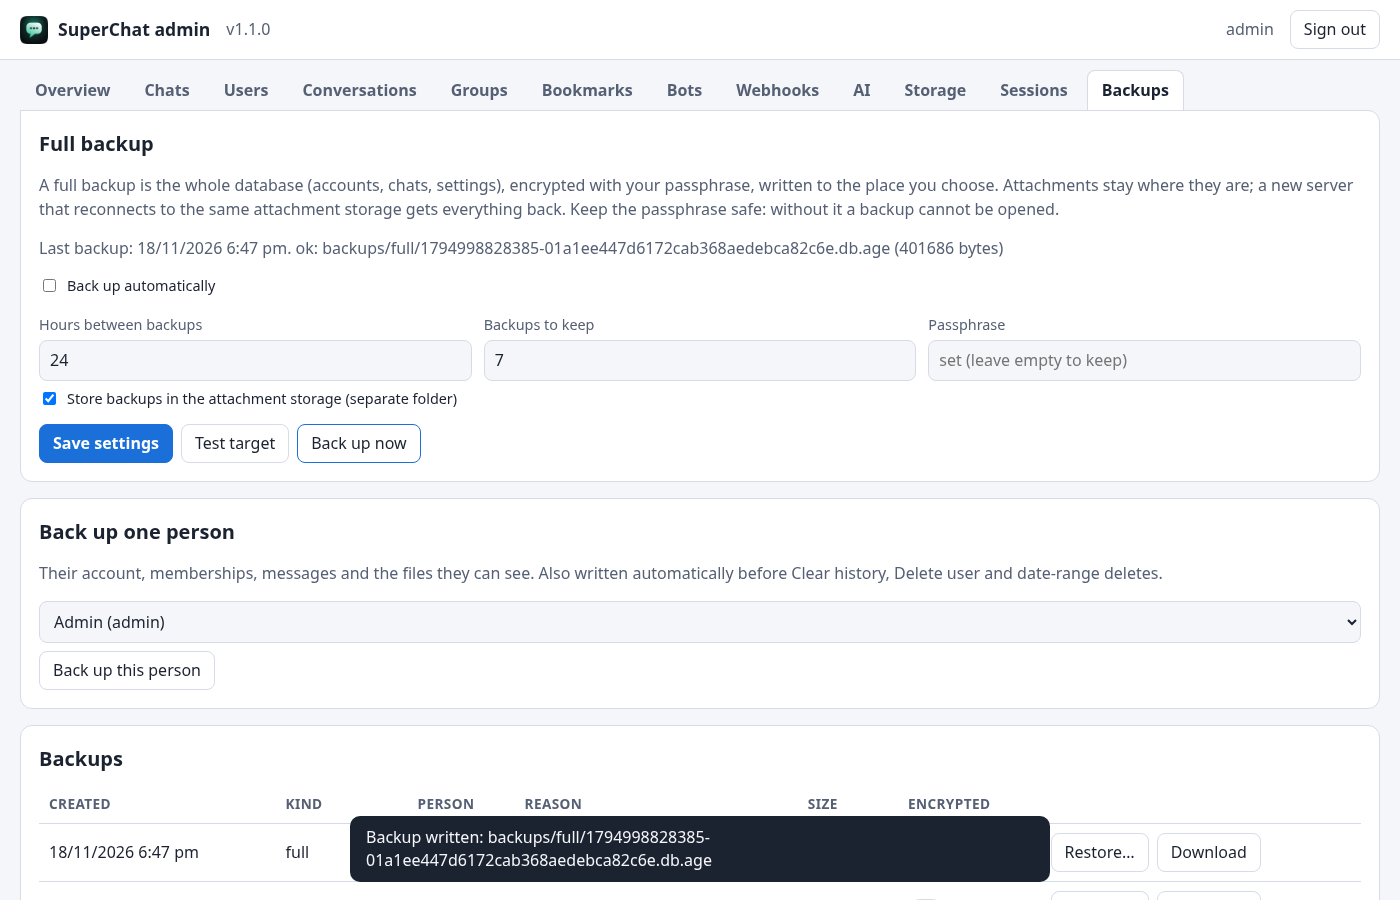 SuperChat admin v1.1.0
admin
Sign out
Overview Chats Users Conversations Groups Bookmarks Bots Webhooks AI Storage Sessions Backups
Full backup
A full backup is the whole database (accounts, chats, settings), encrypted with your passphrase, written to the place you choose. Attachments stay where they are; a new server
that reconnects to the same attachment storage gets everything back. Keep the passphrase safe: without it a backup cannot be opened.
Last backup: 18/11/2026 6:47 pm. ok: backups/full/1794998828385-01a1ee447d6172cab368aedebca82c6e.db.age (401686 bytes)
Back up automatically
Hours between backups
Backups to keep
Passphrase
24
7
set (leave empty to keep)
Store backups in the attachment storage (separate folder)
Save settings
Test target
Back up now
Back up one person
Their account, memberships, messages and the files they can see. Also written automatically before Clear history, Delete user and date-range deletes.
Admin (admin)
Back up this person
Backups
CREATED KIND PERSON REASON SIZE ENCRYPTED
18/11/2026 6:47 pm full
Backup written: backups/full/1794998828385-
01a1ee447d6172cab368aedebca82c6e.db.age
Restore...
Download